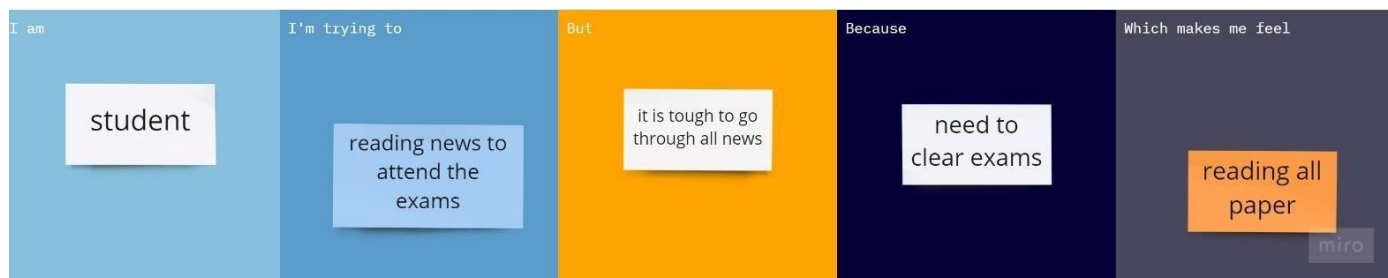 I am
student
I'm trying to
reading news to
attend the
exams
But
it is tough to go
through all news
Because
need to
clear exams
Which makes me feel
reading all
paper
miro